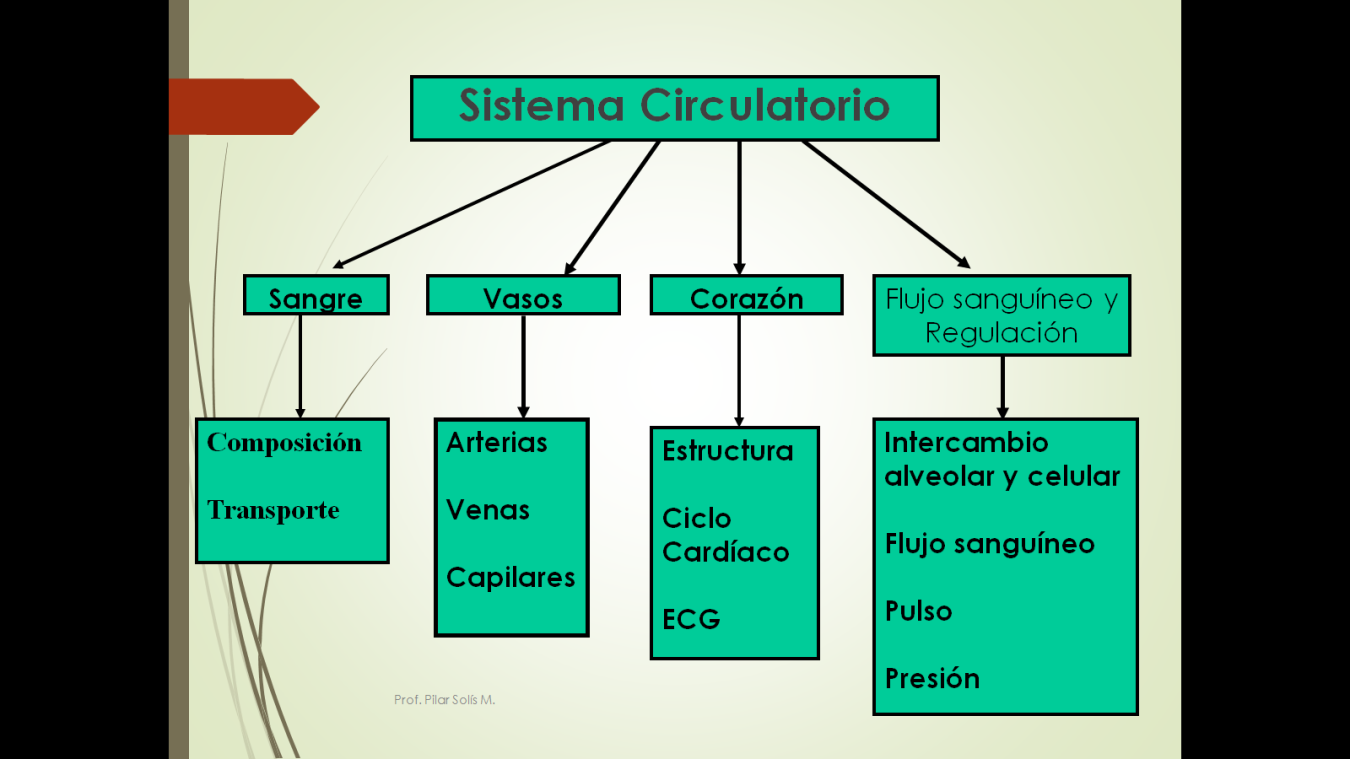 Sistema Circulatorio
Sangre
Vasos
Corazón
Flujo sanguíneo y
Regulación
Composición
Transporte
Arterias
Venas
Capilares
Estructura
Ciclo
Cardíaco
ECG
Intercambio
alveolar y celular
Flujo sanguíneo
Pulso
Presión
Prof. Pilar Solís M.